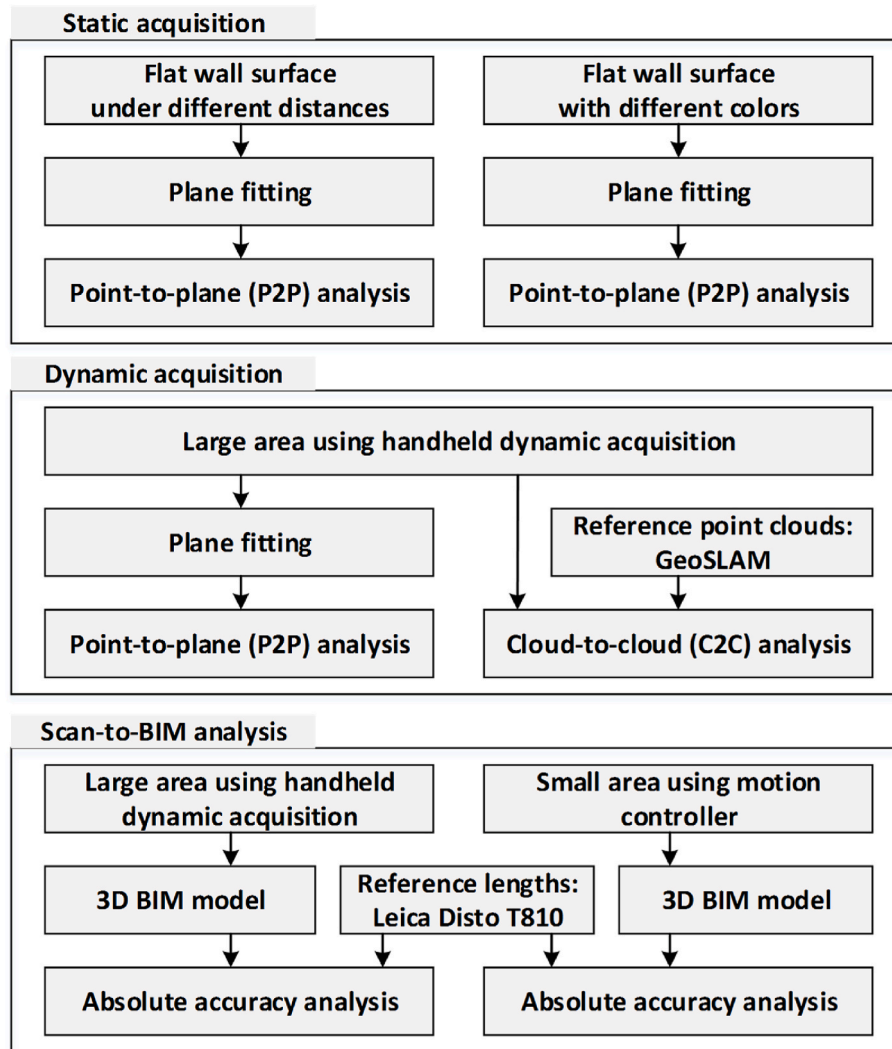 Static acquisition
Flat wall surface
under different distances
Flat wall surface
with different colors
Plane fitting
Plane fitting
Point-to-plane (P2P) analysis
Point-to-plane (P2P) analysis
Dynamic acquisition
Large area using handheld dynamic acquisition
Plane fitting
Reference point clouds:
GeoSLAM
Point-to-plane (P2P) analysis
Cloud-to-cloud (C2C) analysis
Scan-to-BIM analysis
Large area using handheld
dynamic acquisition
Small area using motion
controller
3D BIM model
Reference lengths:
Leica Disto T810
3D BIM model
Absolute accuracy analysis
Absolute accuracy analysis